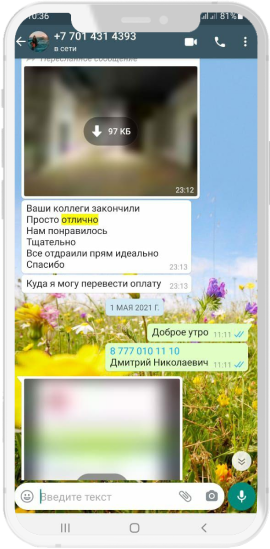 10:36
81%
+7 701 431 4393
в сети
Пересланное сообщение
97 КБ
23:12
Ваши коллеги закончили
Просто отлично
Нам понравилось
Тщательно
Все отдраили прям идеально
Спасибо
23:13
Куда я могу перевести оплату
23:13
1 МАЯ 2021 Г.
Доброе утро 11:11
8 777 010 11 10
Дмитрий Николаевич 11:11
Введите текст